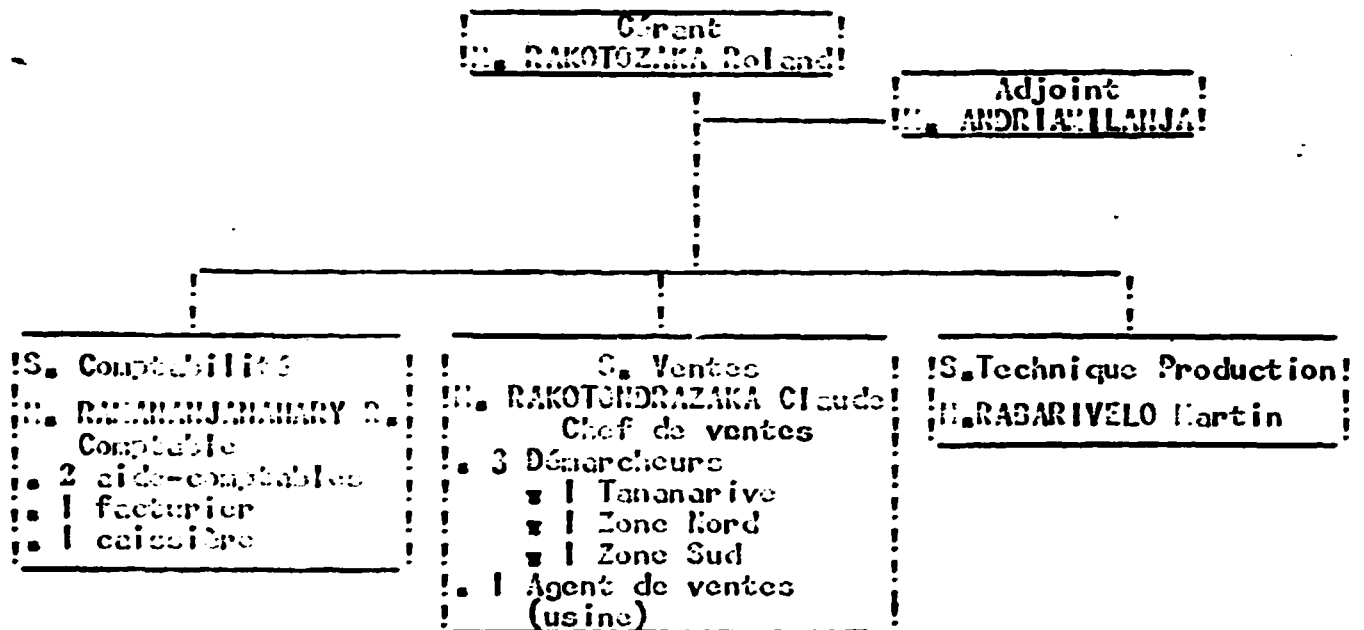 Gérant
M. RAKOTOZAKA Roland
Adjoint
M. ANDRIAMILANJA
S. Comptabilité
M. R.
Comptable
. 2 aide-comptables
. 1 facturier
. 1 caissière
S. Ventes
M. RAKOTONDRAZAKA Claude
Chef de ventes
. 3 Démarcheurs
1 Tananarive
1 Zone Nord
1 Zone Sud
. 1 Agent de ventes
(usine)
S.Technique Production
M.RABARIVELO Martin